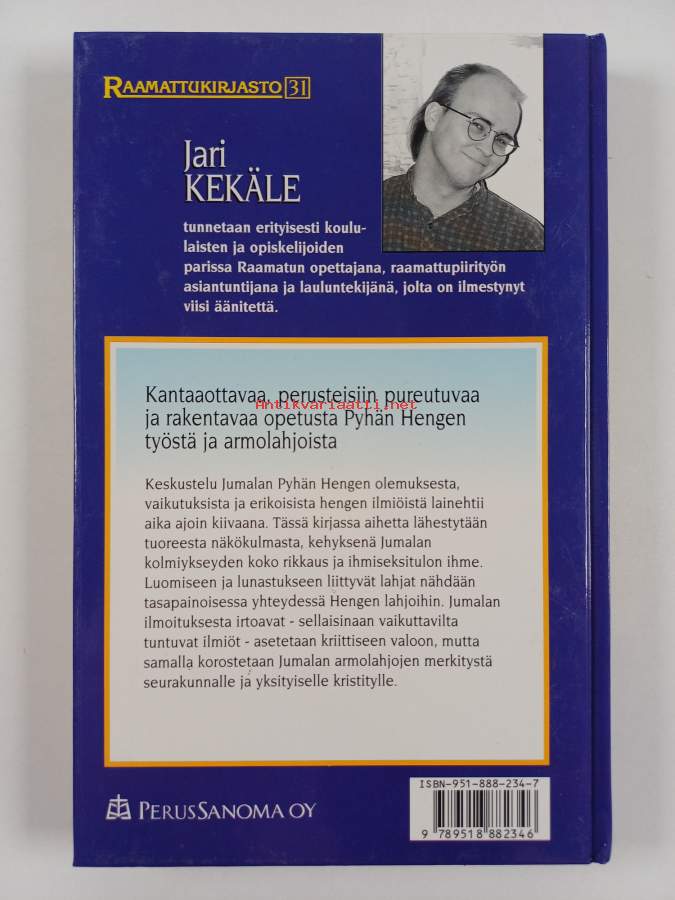 RAAMATTUKIRJASTO 31
Jari
KEKÄLE
tunnetaan erityisesti koulu-
laisten ja opiskelijoiden
parissa Raamatun opettajana, raamattupiirityön
asiantuntijana ja lauluntekijänä, jolta on ilmestynyt
viisi äänitettä.
Kantaaottavaa, perusteisiin pureutuvaa
Antikvariaatti.net
ja rakentavaa opetusta Pyhän Hengen
työstä ja armolahjoista
Keskustelu Jumalan Pyhän Hengen olemuksesta,
vaikutuksista ja erikoisista hengen ilmiöistä lainehtii
aika ajoin kiivaana. Tässä kirjassa aihetta lähestytään
tuoreesta näkökulmasta, kehyksenä Jumalan
kolmiykseyden koko rikkaus ja ihmiseksitulon ihme.
Luomiseen ja lunastukseen liittyvät lahjat nähdään
tasapainoisessa yhteydessä Hengen lahjoihin. Jumalan
ilmoituksesta irtoavat - sellaisinaan vaikuttavilta
tuntuvat ilmiöt - asetetaan kriittiseen valoon, mutta
samalla korostetaan Jumalan armolahjojen merkitystä
seurakunnalle ja yksityiselle kristitylle.
ISBN-951-888-234-7
9 789518 882346
PERUSSANOMA OY